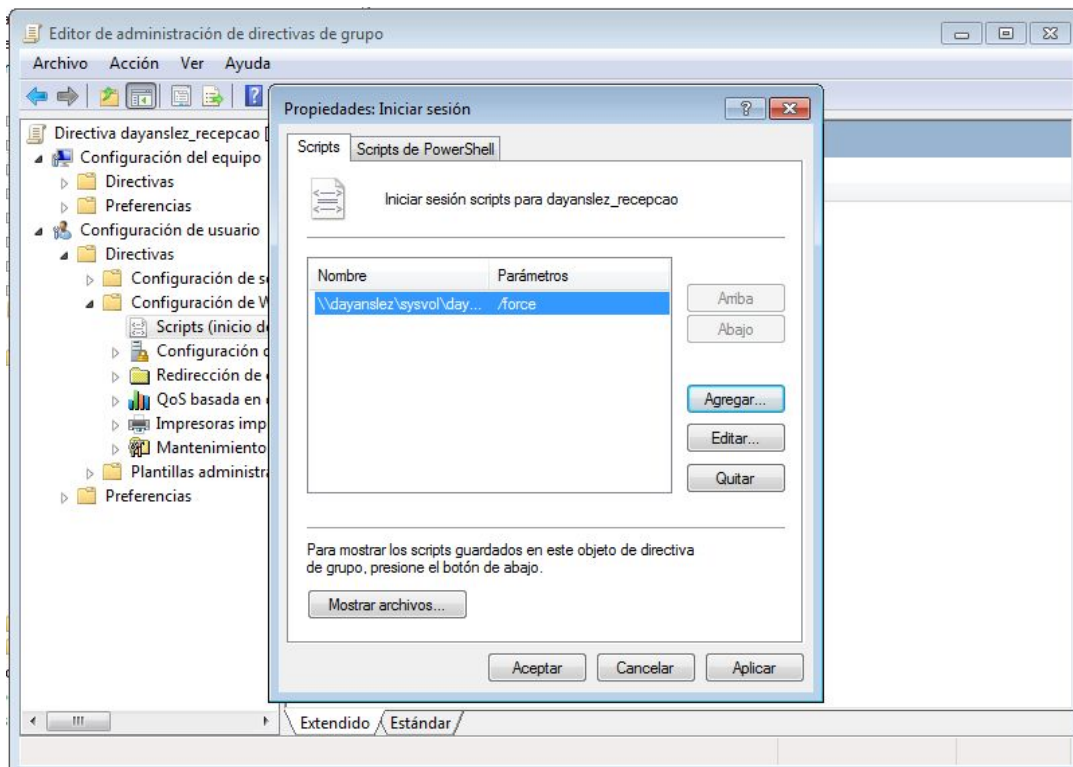 Editor de administración de directivas de grupo
Archivo Acción Ver Ayuda
Directiva dayanslez_recepcao [
Configuración del equipo
Directivas
Preferencias
Configuración de usuario
Directivas
Configuración de s
Configuración de W
Scripts (inicio de
Configuración
Redirección de
QoS basada en
Impresoras imp
Mantenimiento
Plantillas administra
Preferencias
Propiedades: Iniciar sesión
Scripts Scripts de PowerShell
Iniciar sesión scripts para dayanslez_recepcao
Nombre Parámetros
\\dayanslez\sysvol\day... /force
Arriba
Abajo
Agregar...
Editar...
Quitar
Para mostrar los scripts guardados en este objeto de directiva
de grupo, presione el botón de abajo.
Mostrar archivos...
Aceptar Cancelar Aplicar
Extendido Estándar